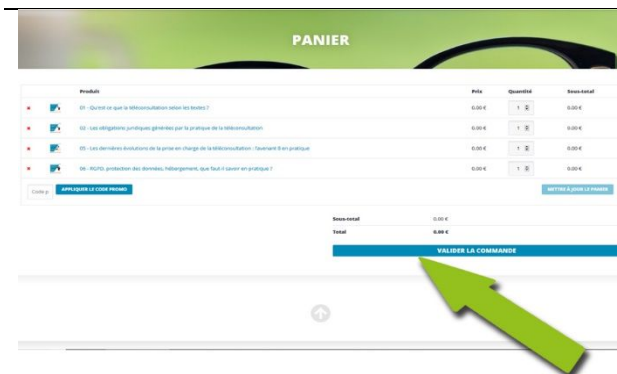 PANIER
Produit Prix Quantité Sous-total
01 - Qu'est ce que la téléconsultation selon les textes ? 0.00 € 1 0.00 €
02 - Les obligations juridiques générées par la pratique de la téléconsultation 0.00 € 1 0.00 €
05 - Les dernières évolutions de la prise en charge de la téléconsultation : l'avenant 8 en pratique 0.00 € 1 0.00 €
06 - RGPD, protection des données, hébergement, que faut-il savoir en pratique ? 0.00 € 1 0.00 €
Code p APPLIQUER LE CODE PROMO METTRE À JOUR LE PANIER
Sous-total 0.00 €
Total 0.00 €
VALIDER LA COMMANDE